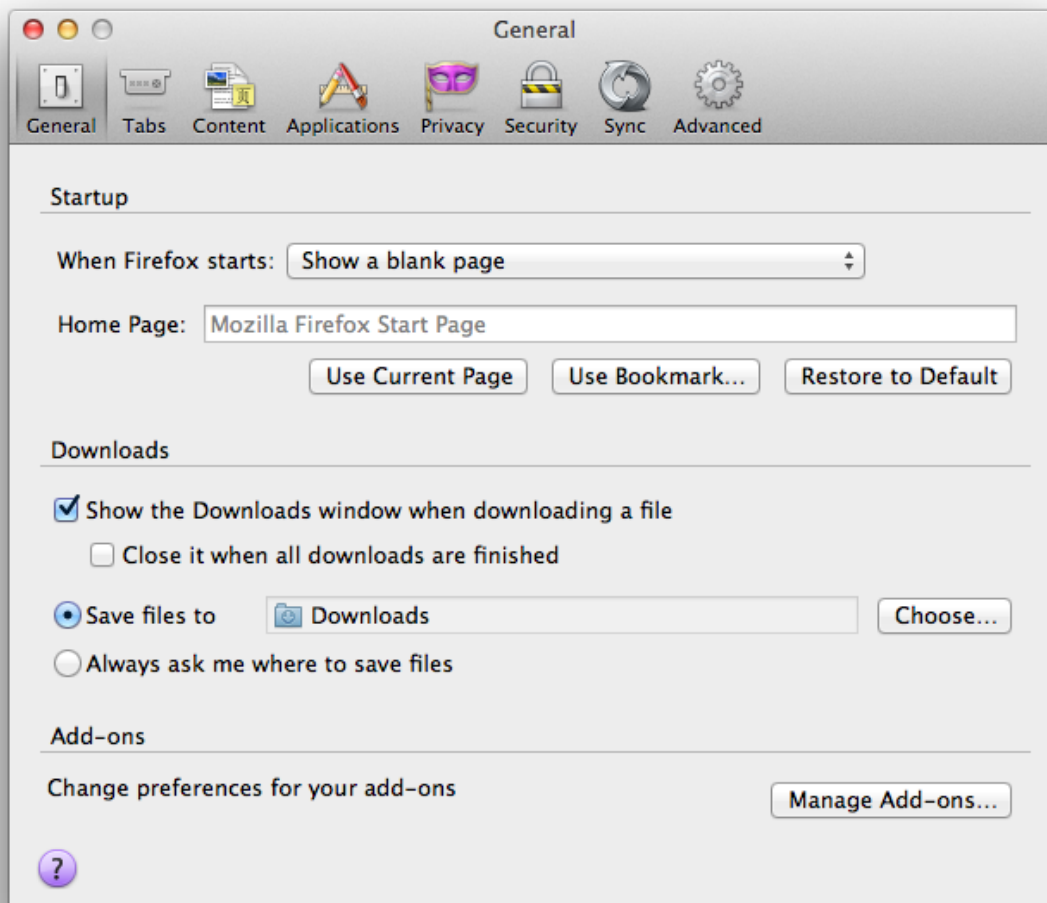 General
General Tabs Content Applications Privacy Security Sync Advanced
Startup
When Firefox starts: Show a blank page
Home Page: Mozilla Firefox Start Page
Use Current Page Use Bookmark... Restore to Default
Downloads
Show the Downloads window when downloading a file
Close it when all downloads are finished
Save files to Downloads Choose...
Always ask me where to save files
Add-ons
Change preferences for your add-ons Manage Add-ons...
?